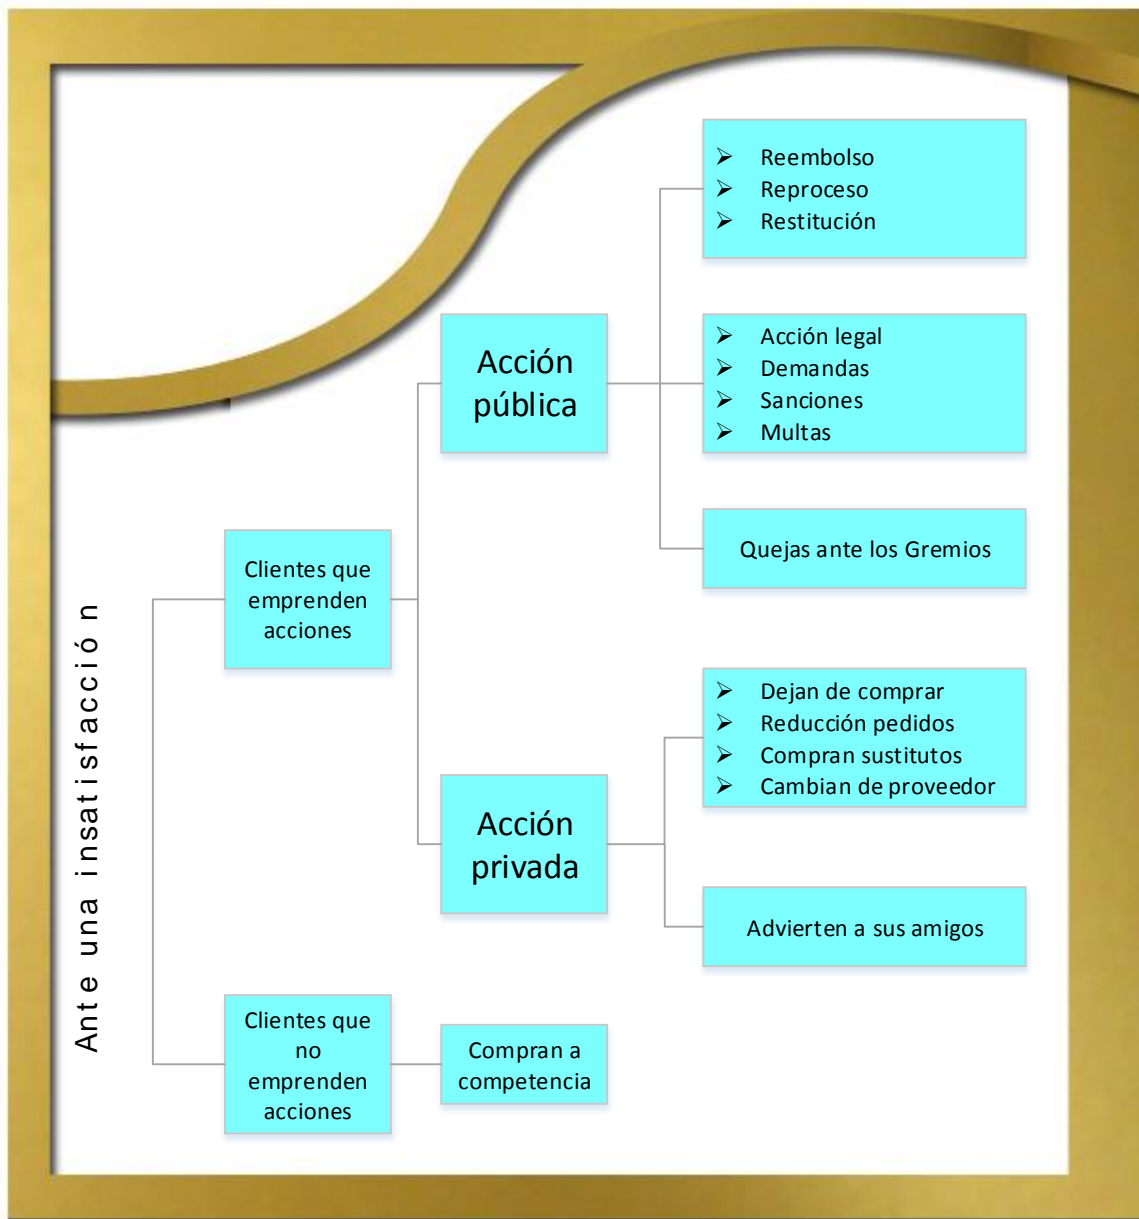 Ante una insatisfacción
Clientes que
emprenden
acciones
Acción
pública
➢ Reembolso
➢ Reproceso
➢ Restitución
➢ Acción legal
➢ Demandas
➢ Sanciones
➢ Multas
Quejas ante los Gremios
Acción
privada
➢ Dejan de comprar
➢ Reducción pedidos
➢ Compran sustitutos
➢ Cambian de proveedor
Advierten a sus amigos
Clientes que
no
emprenden
acciones
Compran a
competencia